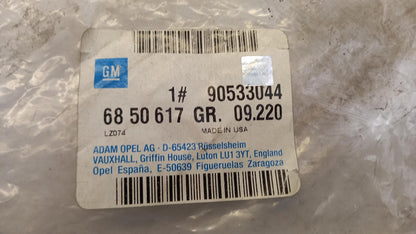 GM
1# 90533044
68 50 617 GR. 09.220
LZ074 MADE IN USA
ADAM OPEL AG · D-65423 Rüsselsheim
VAUXHALL, Griffin House, Luton LU1 3YT, England
Opel España, E-50639 Figueruelas Zaragoza